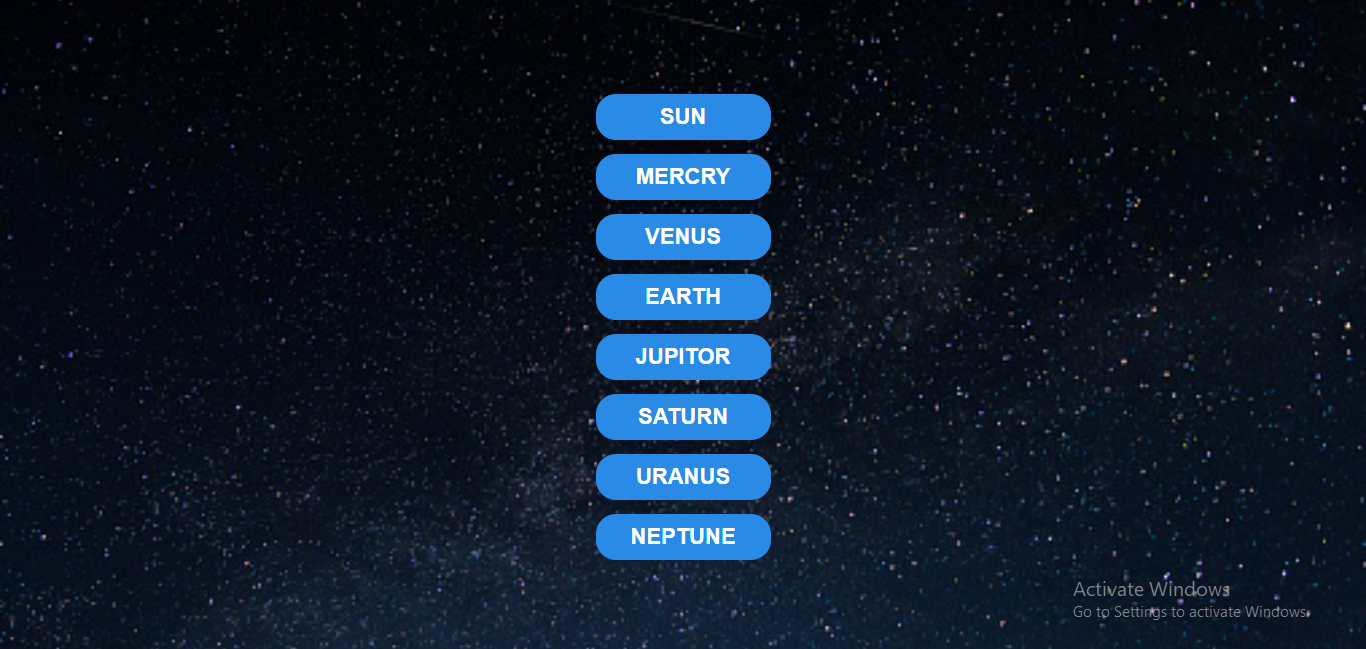 SUN
MERCRY
VENUS
EARTH
JUPITOR
SATURN
URANUS
NEPTUNE
Activate Windows
Go to Settings to activate Windows.